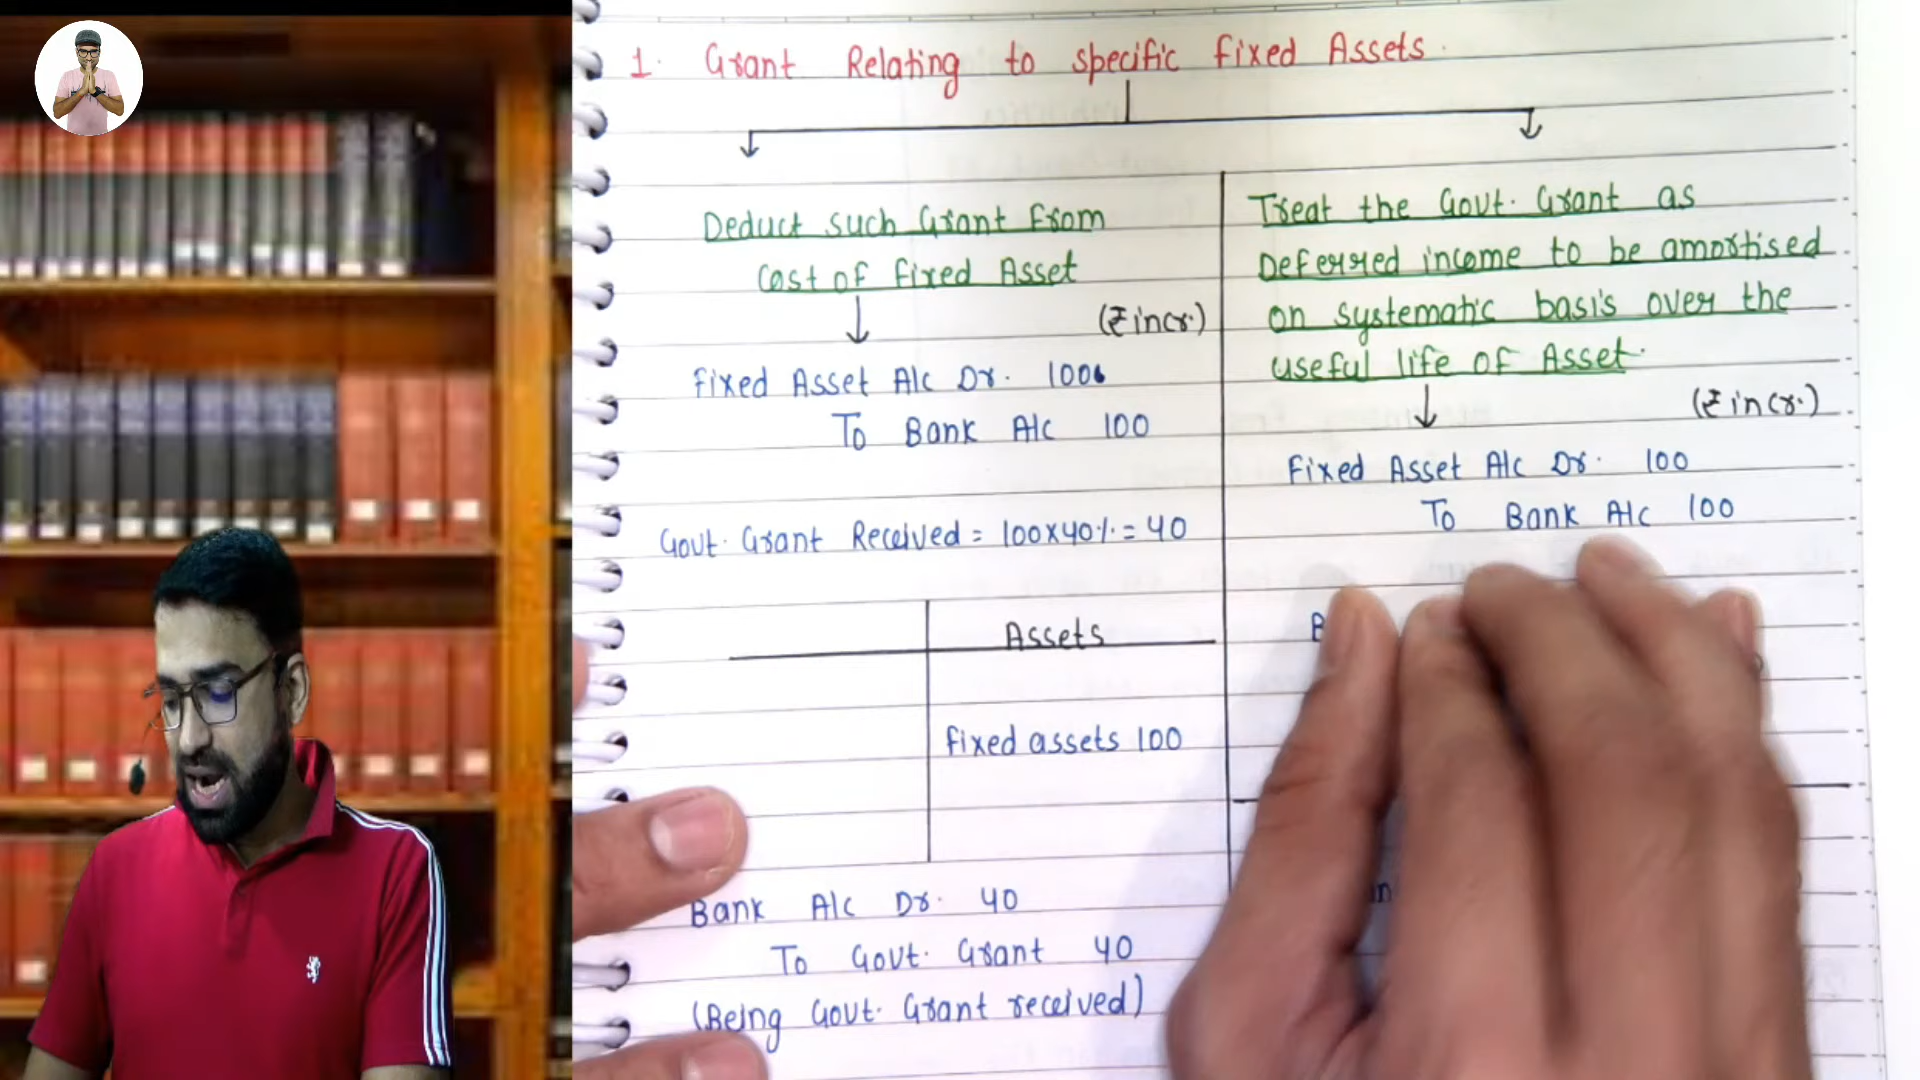 1. Grant Relating to specific Fixed Assets.
Deduct such Grant From
Cost of Fixed Asset
(₹ incr.)
Fixed Asset A/c Dr. 100
To Bank A/c 100
Govt. Grant Received = 100x40% = 40
Assets
Fixed assets 100
Bank A/c Dr. 40
To Govt. Grant 40
(Being Govt. Grant received)
Treat the Govt. Grant as
Deferred income to be amortised
on systematic basis over the
useful life of Asset.
(₹ in cr.)
Fixed Asset A/c Dr. 100
To Bank A/c 100